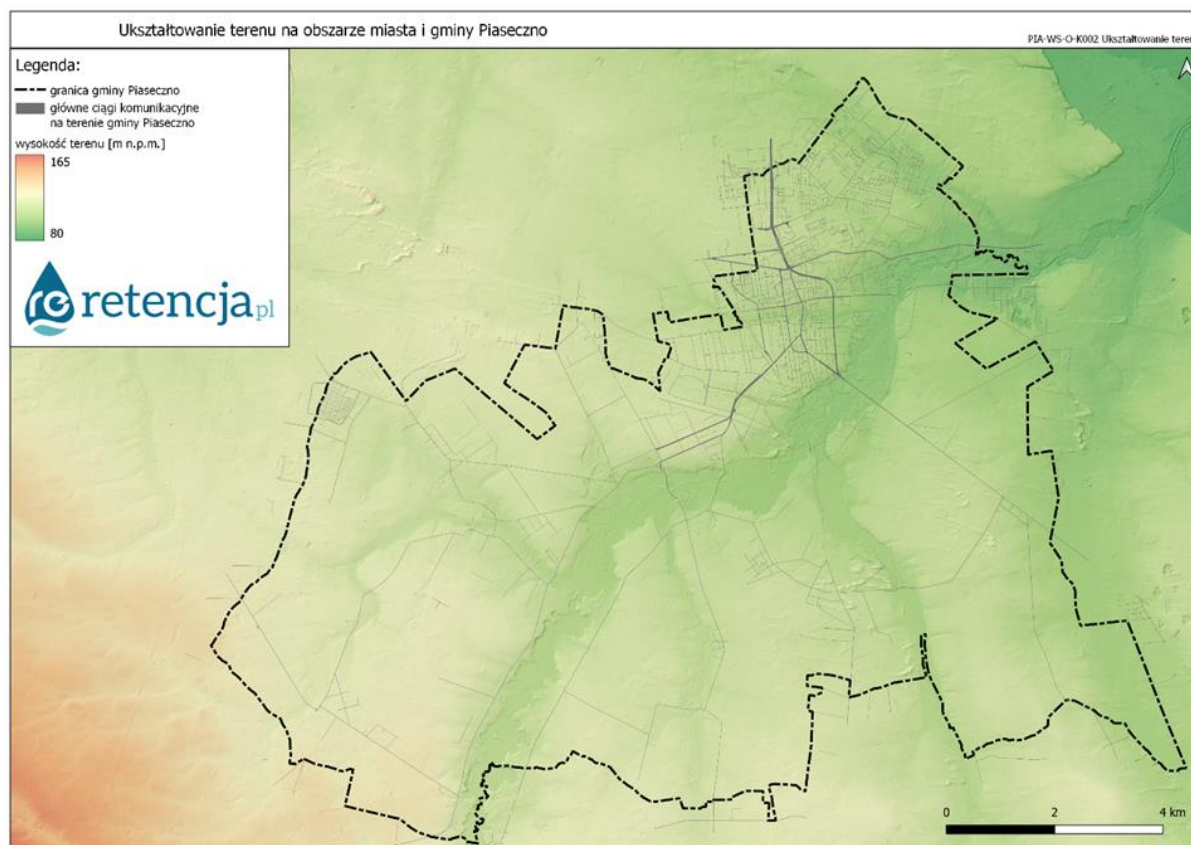 Ukształtowanie terenu na obszarze miasta i gminy Piaseczno
PIA-WS-O-K002 Ukształtowanie teren
Legenda:
granica gminy Piaseczno
główne ciągi komunikacyjne
na terenie gminy Piaseczno
wysokość terenu [m n.p.m.]
165
80
re retencja.pl
0 2 4 km